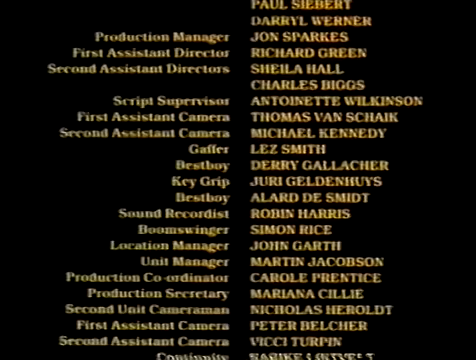 PAUL SIEBERT
DARRYL WERNER
Production Manager JON SPARKES
First Assistant Director RICHARD GREEN
Second Assistant Directors SHEILA HALL
CHARLES BIGGS
Script Supervisor ANTOINETTE WILKINSON
First Assistant Camera THOMAS VAN SCHAIK
Second Assistant Camera MICHAEL KENNEDY
Gaffer LEZ SMITH
Bestboy DERRY GALLACHER
Key Grip JURI GELDENHUYS
Bestboy ALARD DE SMIDT
Sound Recordist ROBIN HARRIS
Boomswinger SIMON RICE
Location Manager JOHN GARTH
Unit Manager MARTIN JACOBSON
Production Co-ordinator CAROLE PRENTICE
Production Secretary MARIANA CILLIE
Second Unit Cameraman NICHOLAS HEROLDT
First Assistant Camera PETER BELCHER
Second Assistant Camera VICCI TURPIN
Continuity